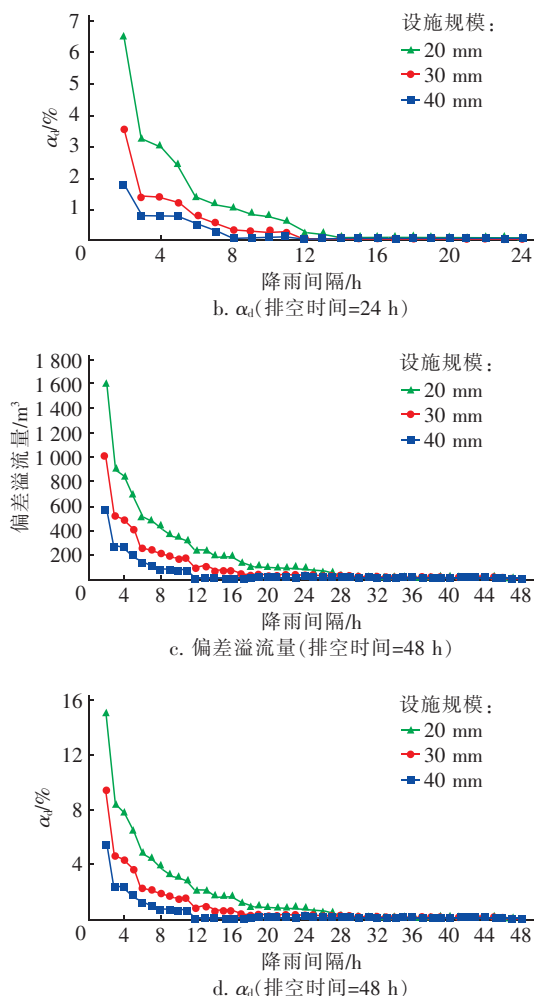 7
6
5
4
3
2
1
0
α_d/%
设施规模：
20 mm
30 mm
40 mm
4 8 12 16 20 24
降雨间隔/h
b. α_d(排空时间=24 h)
1 800
1 600
1 400
1 200
1 000
800
600
400
200
0
偏差溢流量/m³
设施规模：
20 mm
30 mm
40 mm
4 8 12 16 20 24 28 32 36 40 44 48
降雨间隔/h
c. 偏差溢流量(排空时间=48 h)
16
12
8
4
0
α_d/%
设施规模：
20 mm
30 mm
40 mm
4 8 12 16 20 24 28 32 36 40 44 48
降雨间隔/h
d. α_d(排空时间=48 h)